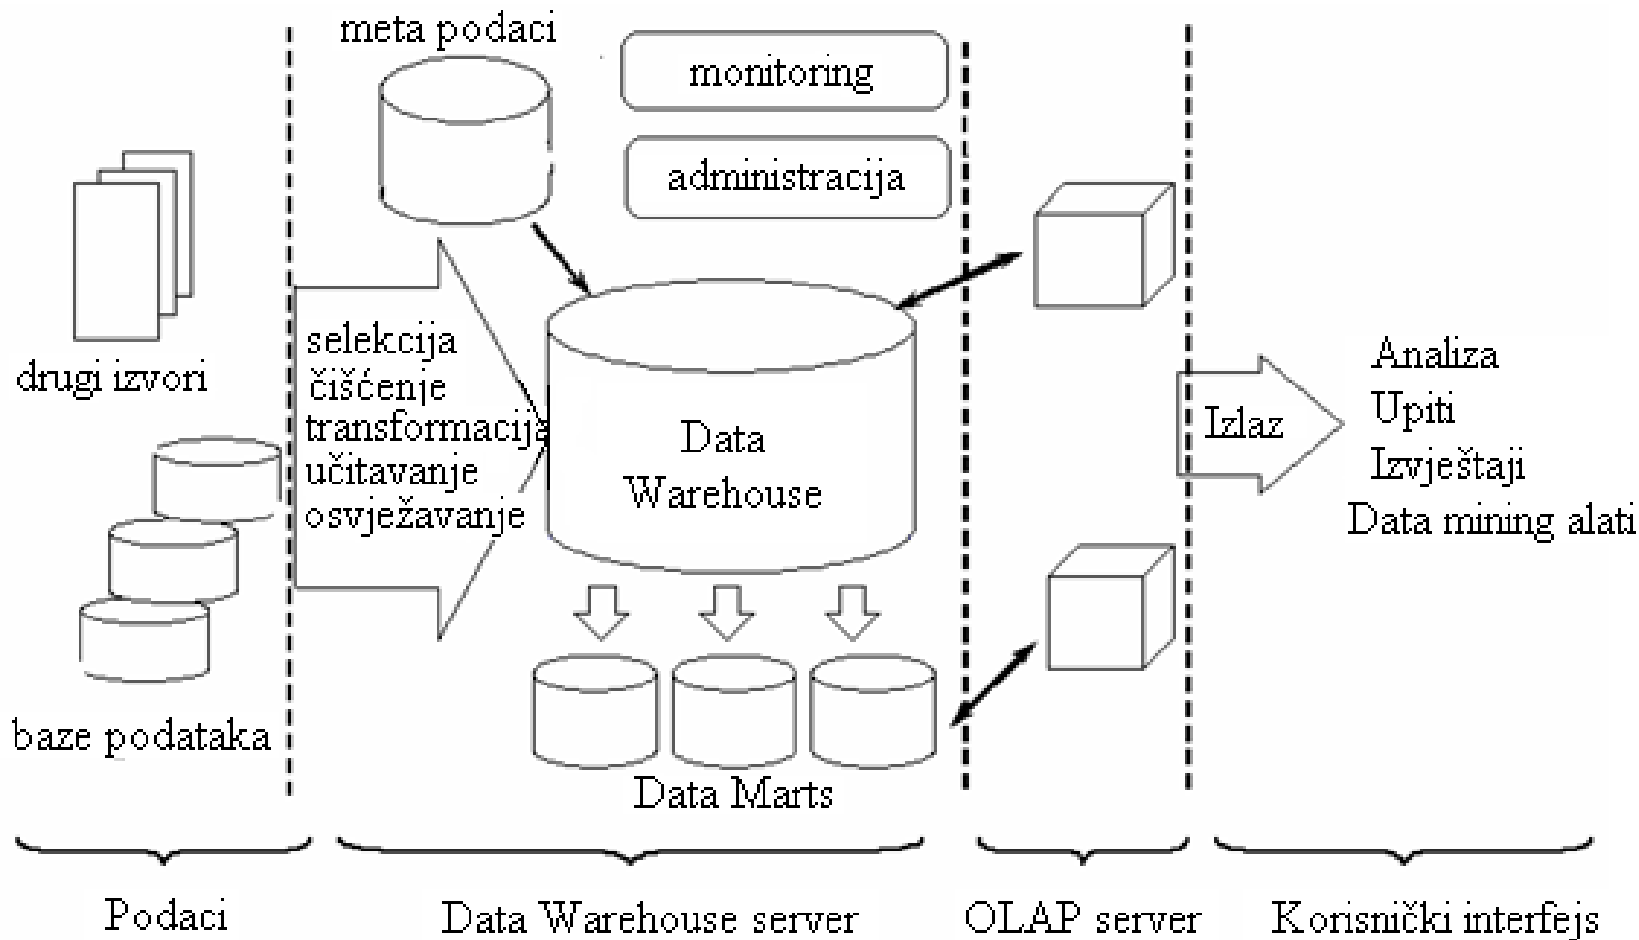 meta podaci
monitoring
administracija
drugi izvori
selekcija
čišćenje
transformacija
učitavanje
osvježavanje
Data
Warehouse
Izlaz
Analiza
Upiti
Izvještaji
Data mining alati
baze podataka
Data Marts
Podaci
Data Warehouse server
OLAP server
Korisnički interfejs